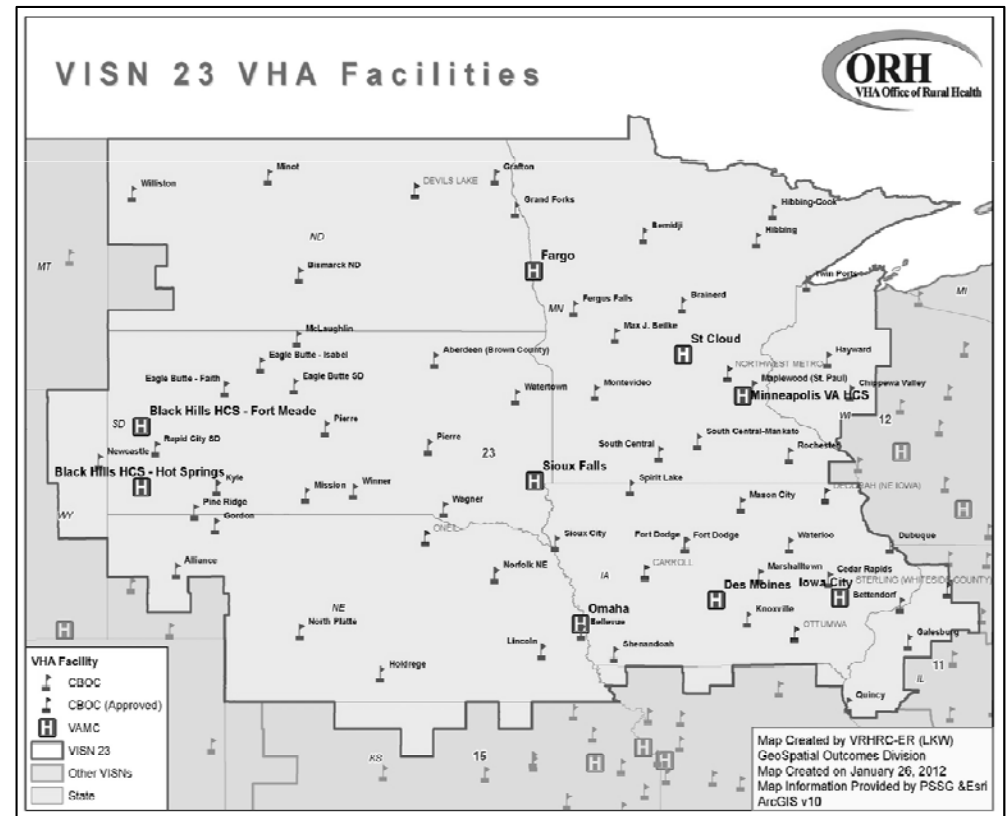 VISN 23 VHA Facilities
ORH
VHA Office of Rural Health
Williston
Minot
DEVILS LAKE
Grafton
Grand Forks
Hibbing-Cook
Bemidji
Hibbing
ND
MT
Bismarck ND
Fargo
Twin Ports
MI
MN
Fergus Falls
Brainerd
McLaughlin
Max J. Beilke
St Cloud
Eagle Butte - Isabel
Aberdeen (Brown County)
Hayward
NORTHWEST METRO
Eagle Butte - Faith
Eagle Butte SD
Watertown
Montevideo
Maplewood (St. Paul)
Chippewa Valley
Minneapolis VA HCS
Black Hills HCS - Fort Meade
WI
12
SD
Pierre
Rapid City SD
Pierre
23
South Central
South Central-Mankato
Rochester
Newcastle
Black Hills HCS - Hot Springs
Sioux Falls
Kyle
Mission
Winner
Spirit Lake
DECORAH (NE IOWA)
Mason City
Pine Ridge
Wagner
WY
Gordon
Sioux City
Fort Dodge
Fort Dodge
Waterloo
Dubuque
Alliance
Norfolk NE
IA
CARROLL
Marshalltown
Cedar Rapids
STERLING (WHITESIDE COUNTY)
Des Moines
Iowa City
Bettendorf
NE
Omaha
Bellevue
Knoxville
OTTUMWA
North Platte
Lincoln
Shenandoah
Galesburg
Holdrege
11
IL
Quincy
KS
15
VHA Facility
CBOC
CBOC (Approved)
H VAMC
VISN 23
Other VISNs
State
Map Created by VRHRC-ER (LKW)
GeoSpatial Outcomes Division
Map Created on January 26, 2012
Map Information Provided by PSSG &Esri
ArcGIS v10